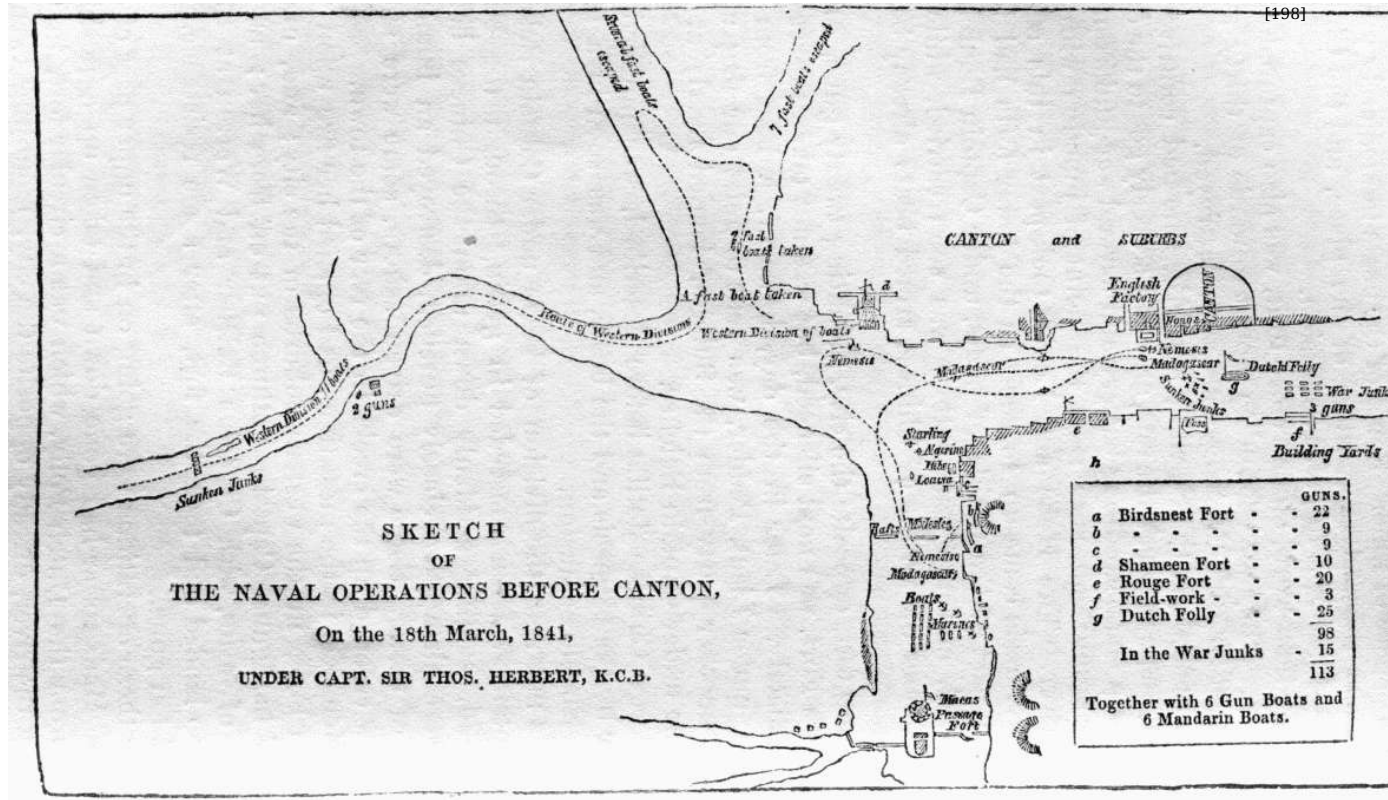 [198]
Several fast boats
escaped
7 fast boats escaped
7 fast
boats taken
A fast boat taken
Route of Western Divisions
Western Division of boats
Western Division of boats
2 guns
Sunken Junks
CANTON and SUBURBS
English
Factory
CANTON
Hongs
d
Nemesis
Madagascar
Nemesis
Madagascar
Dutch Folly
g
Sunken Junks
War Junks
3 guns
f
Building Yards
e
h
Starling
Algerine
Louisa
c
b
a
Rafts
Modeste
Nemesis
Madagascar
Boats
Macao
Passage
Fort
SKETCH
OF
THE NAVAL OPERATIONS BEFORE CANTON,
On the 18th March, 1841,
UNDER CAPT. SIR THOS. HERBERT, K.C.B.
GUNS.
a Birdsnest Fort - - 22
b - - - - - 9
c - - - - - 9
d Shameen Fort - - 10
e Rouge Fort - - 20
f Field-work - - - 3
g Dutch Folly - - 25
98
In the War Junks - 15
113
Together with 6 Gun Boats and
6 Mandarin Boats.